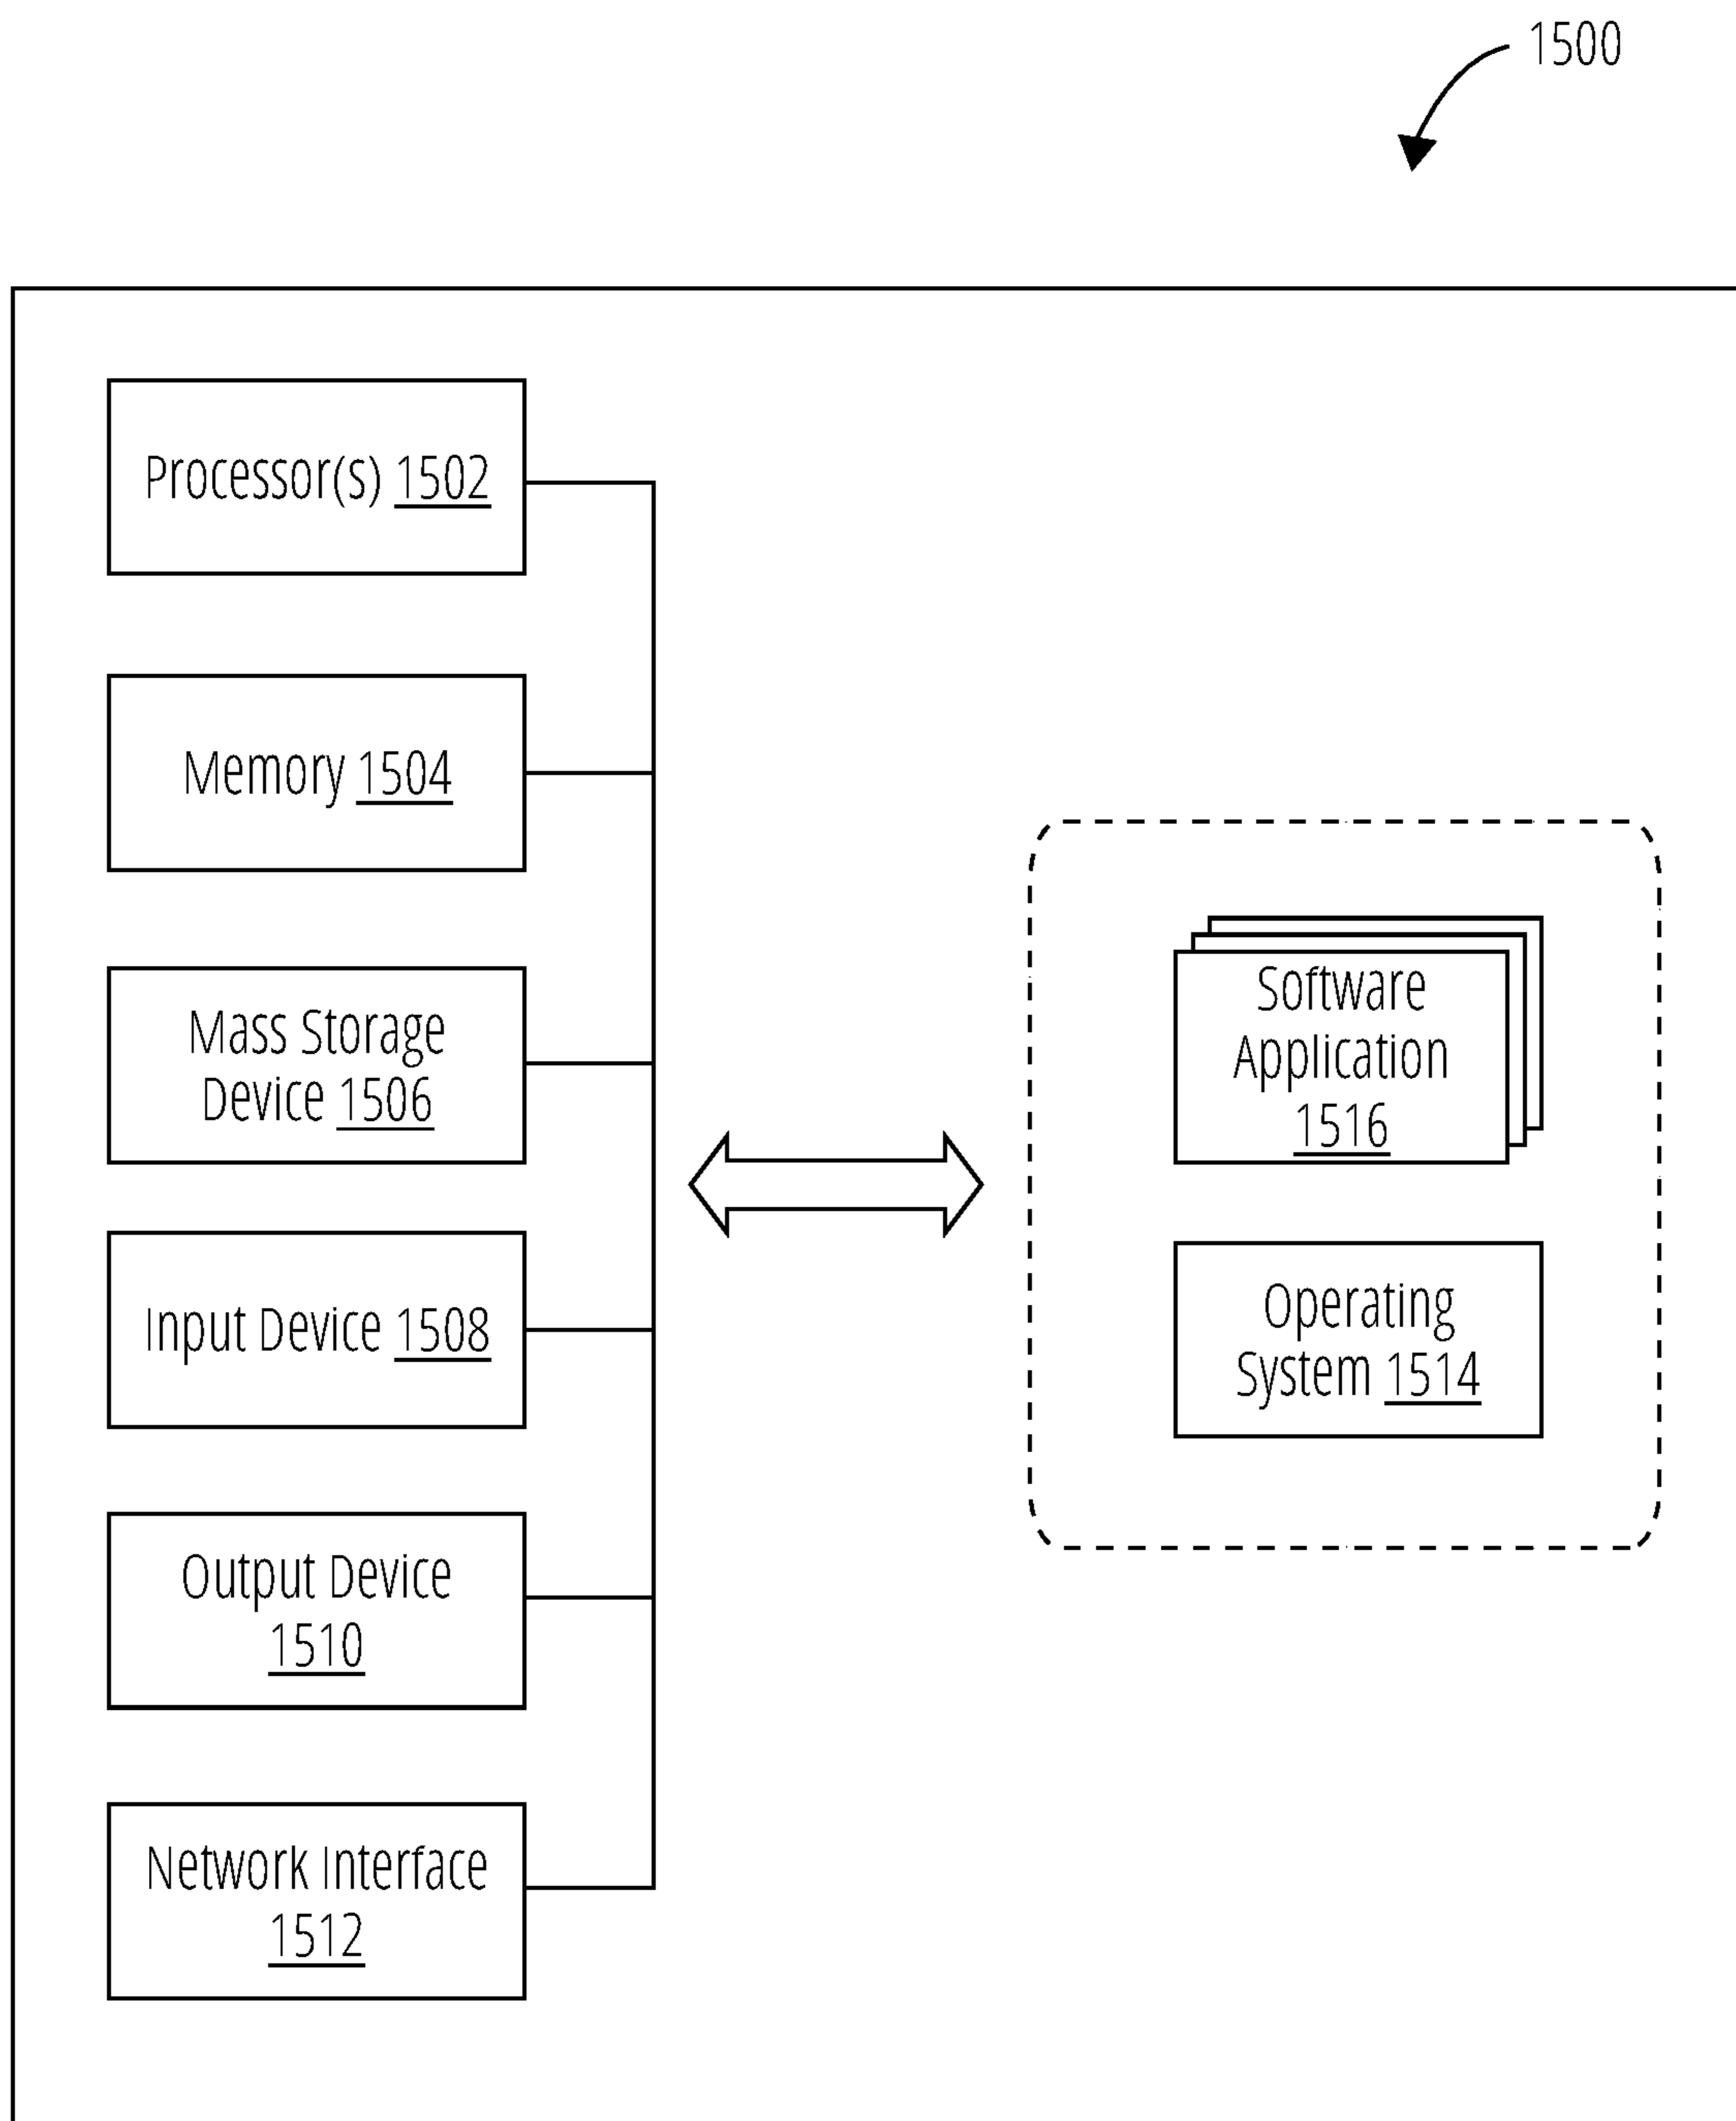 1500
Processor(s) 1502
Memory 1504
Mass Storage
Device 1506
Input Device 1508
Output Device
1510
Network Interface
1512
Software
Application
1516
Operating
System 1514